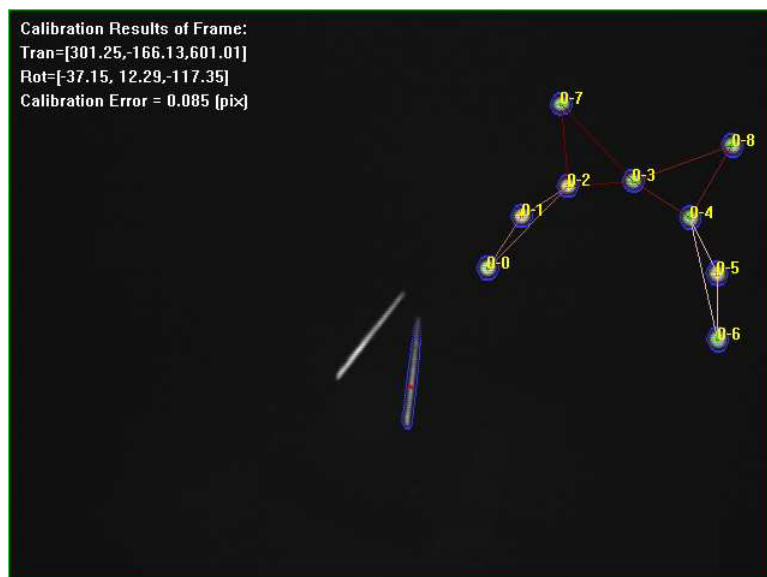 Calibration Results of Frame:
Tran=[301.25,-166.13,601.01]
Rot=[-37.15, 12.29,-117.35]
Calibration Error = 0.085 (pix)
0-7
0-8
0-2
0-3
0-1
0-4
0-0
0-5
0-6